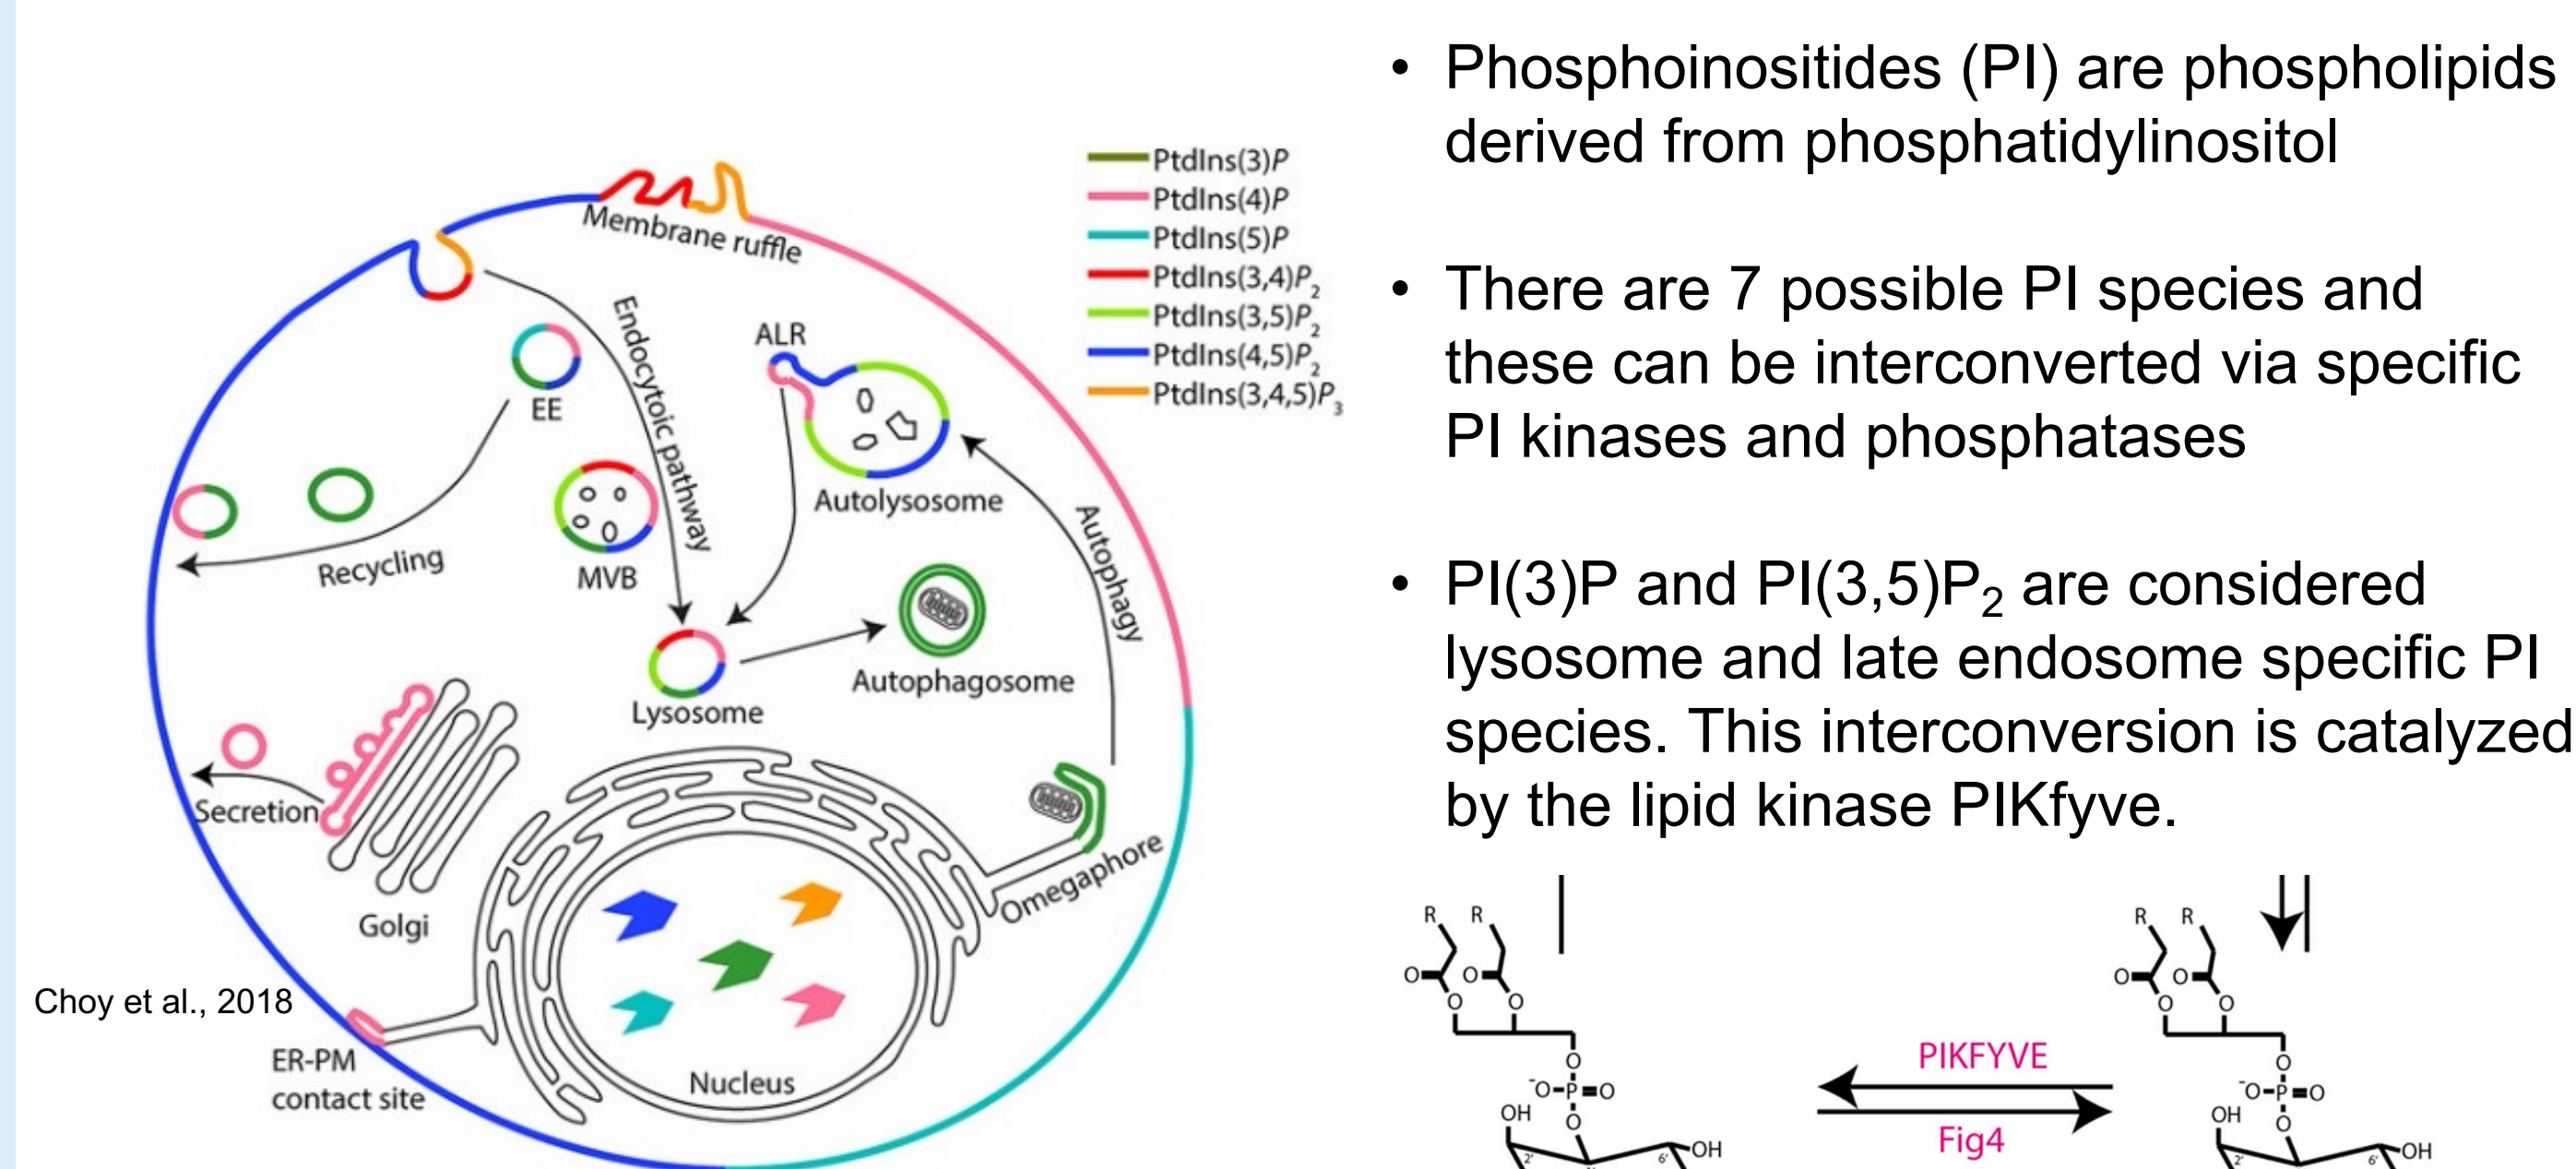 • Phosphoinositides (PI) are phospholipids
derived from phosphatidylinositol
• There are 7 possible PI species and
these can be interconverted via specific
PI kinases and phosphatases
• PI(3)P and PI(3,5)P₂ are considered
lysosome and late endosome specific PI
species. This interconversion is catalyzed
by the lipid kinase PIKfyve.
PtdIns(3)P
PtdIns(4)P
PtdIns(5)P
PtdIns(3,4)P₂
PtdIns(3,5)P₂
PtdIns(4,5)P₂
PtdIns(3,4,5)P₃
Membrane ruffle
Endocytoic pathway
ALR
EE
Autolysosome
Autophagy
Recycling
MVB
Autophagosome
Lysosome
Secretion
Omegaphore
Golgi
Choy et al., 2018
ER-PM
contact site
Nucleus
R R
O O
O O
O
⁻O-P=O
OH
O
2' 6' OH
PIKFYVE
Fig4
R R
O O
O O
O
⁻O-P=O
OH
O
2' 6' OH